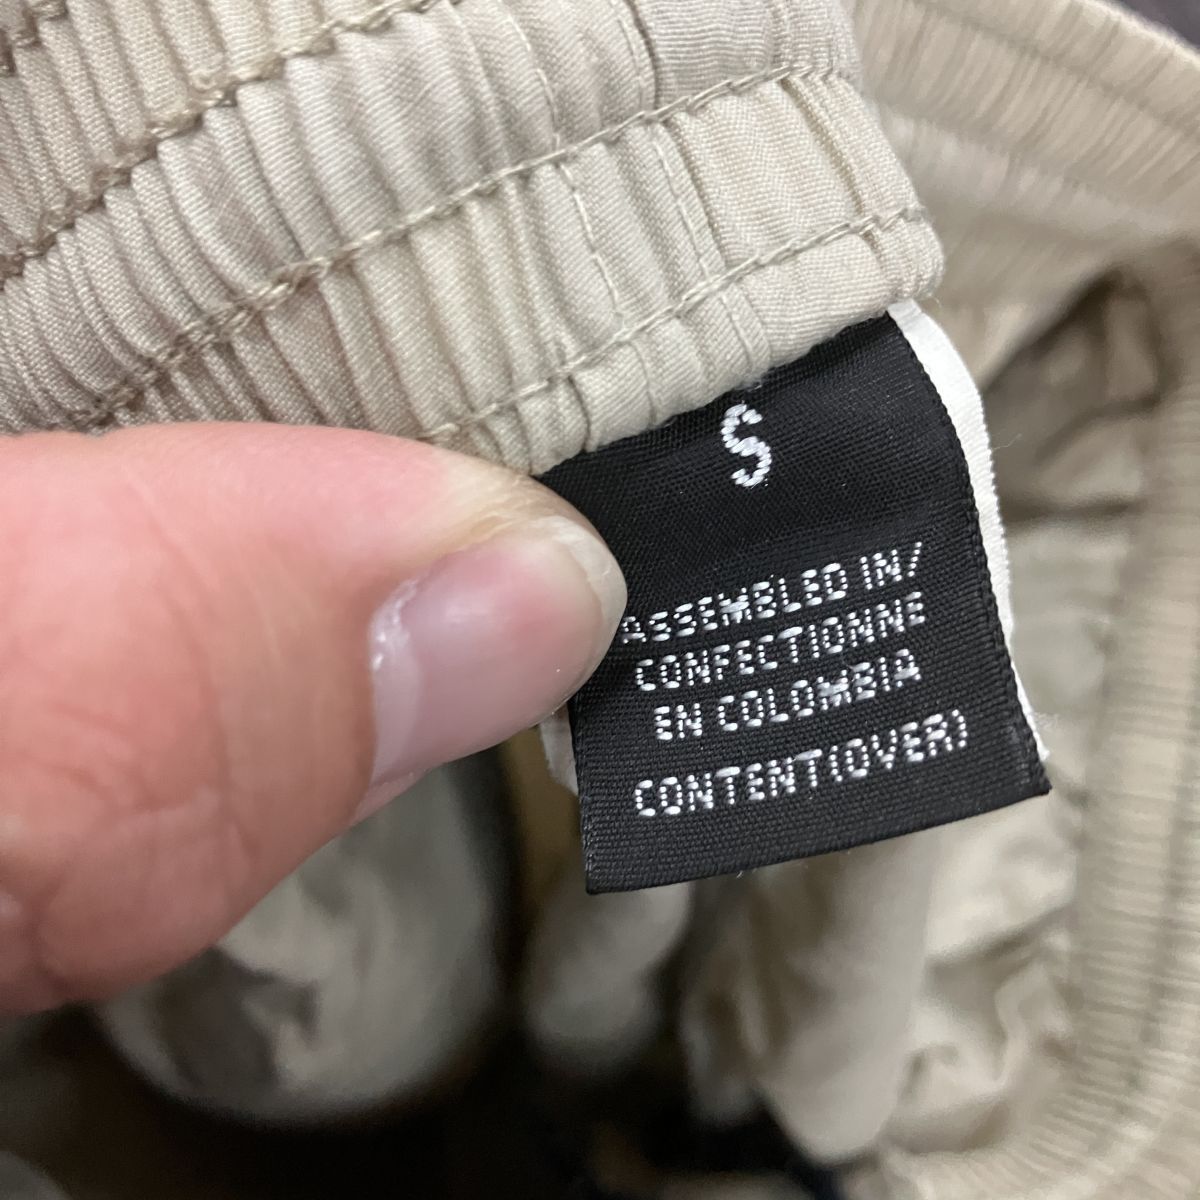 S
ASSEMBLED IN/
CONFECTIONNE
EN COLOMBIA
CONTENT(OVER)